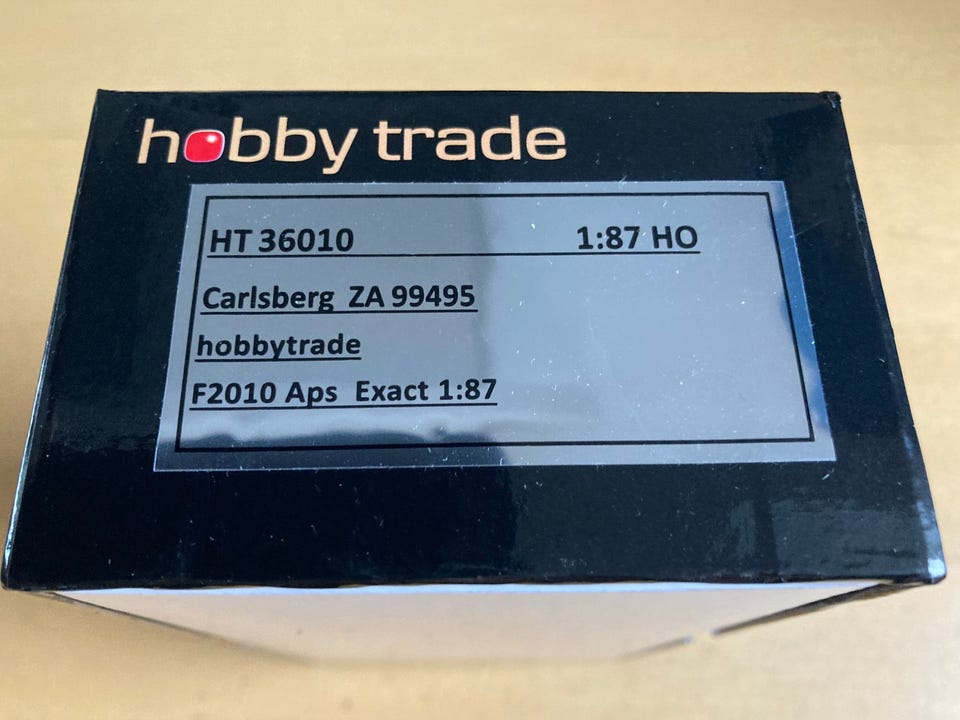 hobby trade
HT 36010 1:87 HO
Carlsberg ZA 99495
hobbytrade
F2010 Aps Exact 1:87